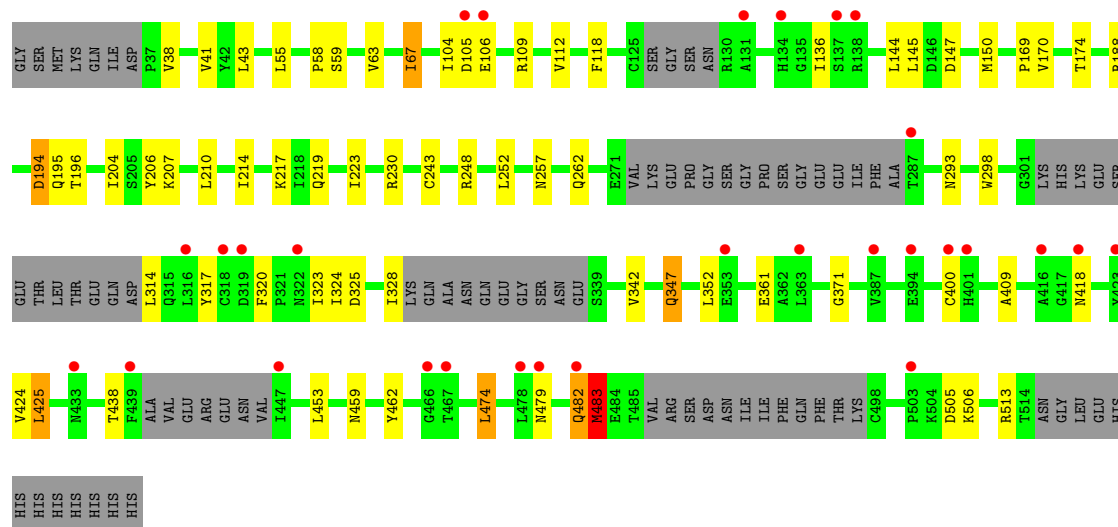 GLY SER MET LYS GLN ILE ASP P37 V38 V41 Y42 L43 L55 P58 S59 V63 I67 I104 D105 E106 R109 V112 F118 C125 SER GLY SER ASN R130 A131 H134 G135 I136 S137 R138 L144 L145 D146 D147 M150 P169 V170 T174
D194 Q195 T196 I204 S205 Y206 K207 L210 I214 K217 I218 Q219 I223 R230 C243 R248 L252 N257 Q262 E271 VAL LYS GLU PRO GLY SER GLY PRO SER GLY GLU GLU ILE PHE ALA T287 N293 W298 G301 LYS HIS LYS GLU SER
GLU THR LEU THR GLU GLN ASP L314 Q315 L316 Y317 C318 D319 F320 P321 N322 I323 I324 D325 I328 LYS GLN ALA ASN GLN GLU GLY SER ASN GLU S339 V342 Q347 L352 E353 E361 A362 L363 G371 V387 E394 C400 H401 A409 A416 G417 N418
V424 L425 N433 T438 F439 ALA VAL GLU ARG GLU ASN VAL I447 L453 N459 Y462 G466 T467 L474 L478 N479 Q482 M483 E484 T485 VAL ARG SER ASP ASN ILE ILE PHE GLN PHE THR LYS C498 P503 K504 D505 K506 R513 T514 ASN GLY LEU GLU HIS
HIS HIS HIS HIS HIS HIS HIS